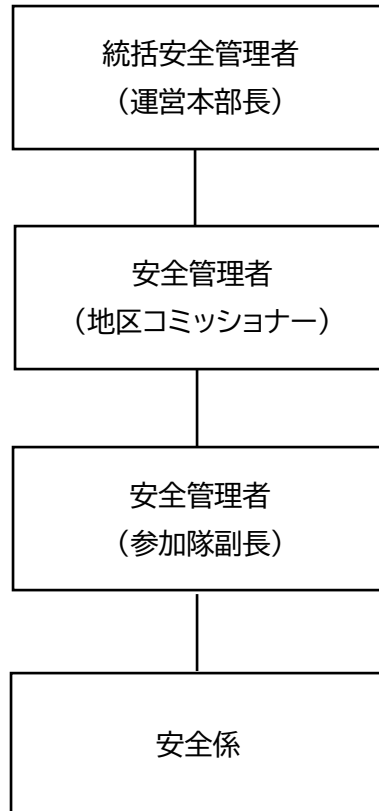 統括安全管理者
（運営本部長）
安全管理者
（地区コミッショナー）
安全管理者
（参加隊副長）
安全係